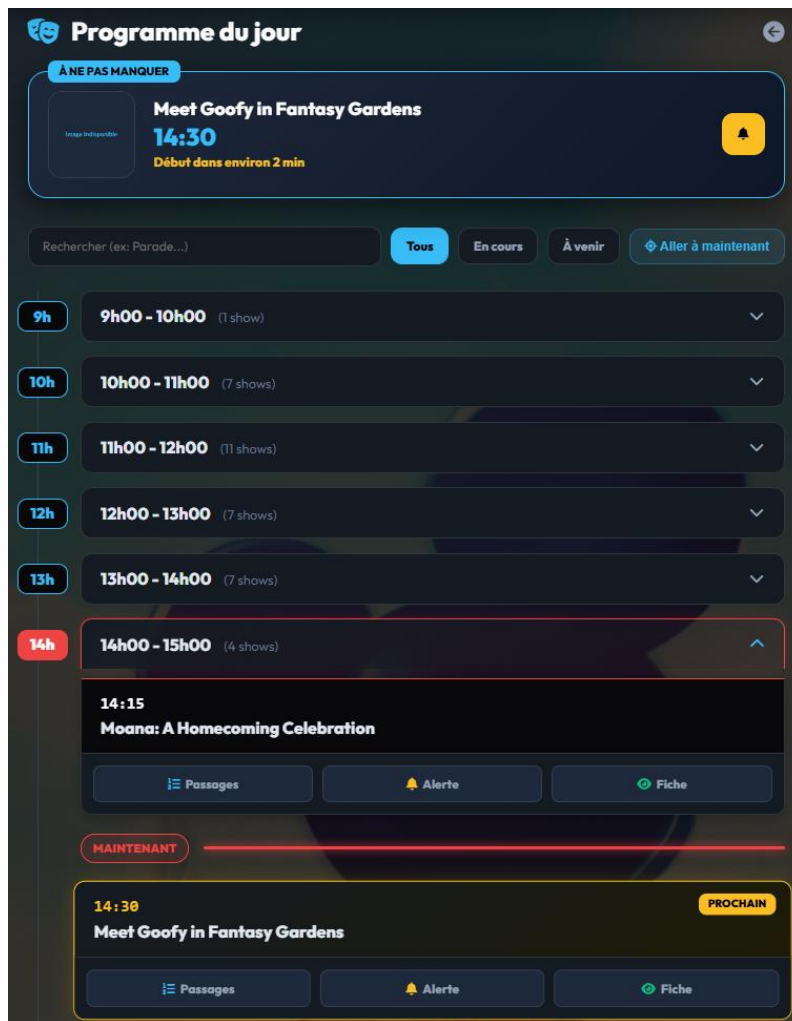 Programme du jour
À NE PAS MANQUER
Image Indisponible
Meet Goofy in Fantasy Gardens
14:30
Début dans environ 2 min
Rechercher (ex: Parade...)
Tous
En cours
À venir
Aller à maintenant
9h
9h00 - 10h00 (1 show)
10h
10h00 - 11h00 (7 shows)
11h
11h00 - 12h00 (11 shows)
12h
12h00 - 13h00 (7 shows)
13h
13h00 - 14h00 (7 shows)
14h
14h00 - 15h00 (4 shows)
14:15
Moana: A Homecoming Celebration
Passages
Alerte
Fiche
MAINTENANT
14:30
PROCHAIN
Meet Goofy in Fantasy Gardens
Passages
Alerte
Fiche